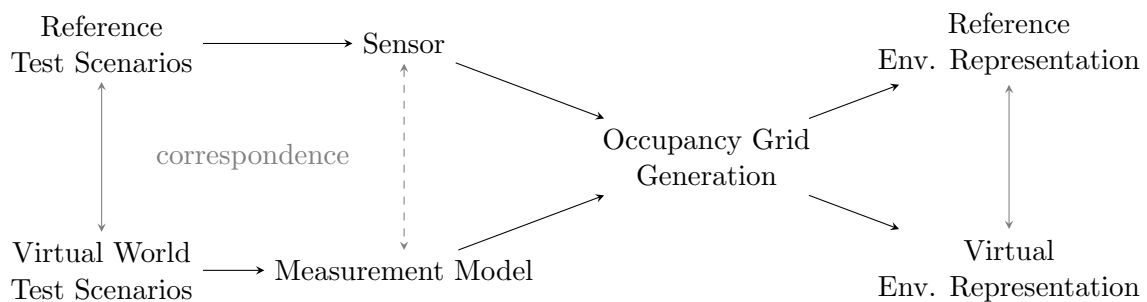 Reference
Test Scenarios
Sensor
Reference
Env. Representation
correspondence
Occupancy Grid
Generation
Virtual World
Test Scenarios
Measurement Model
Virtual
Env. Representation